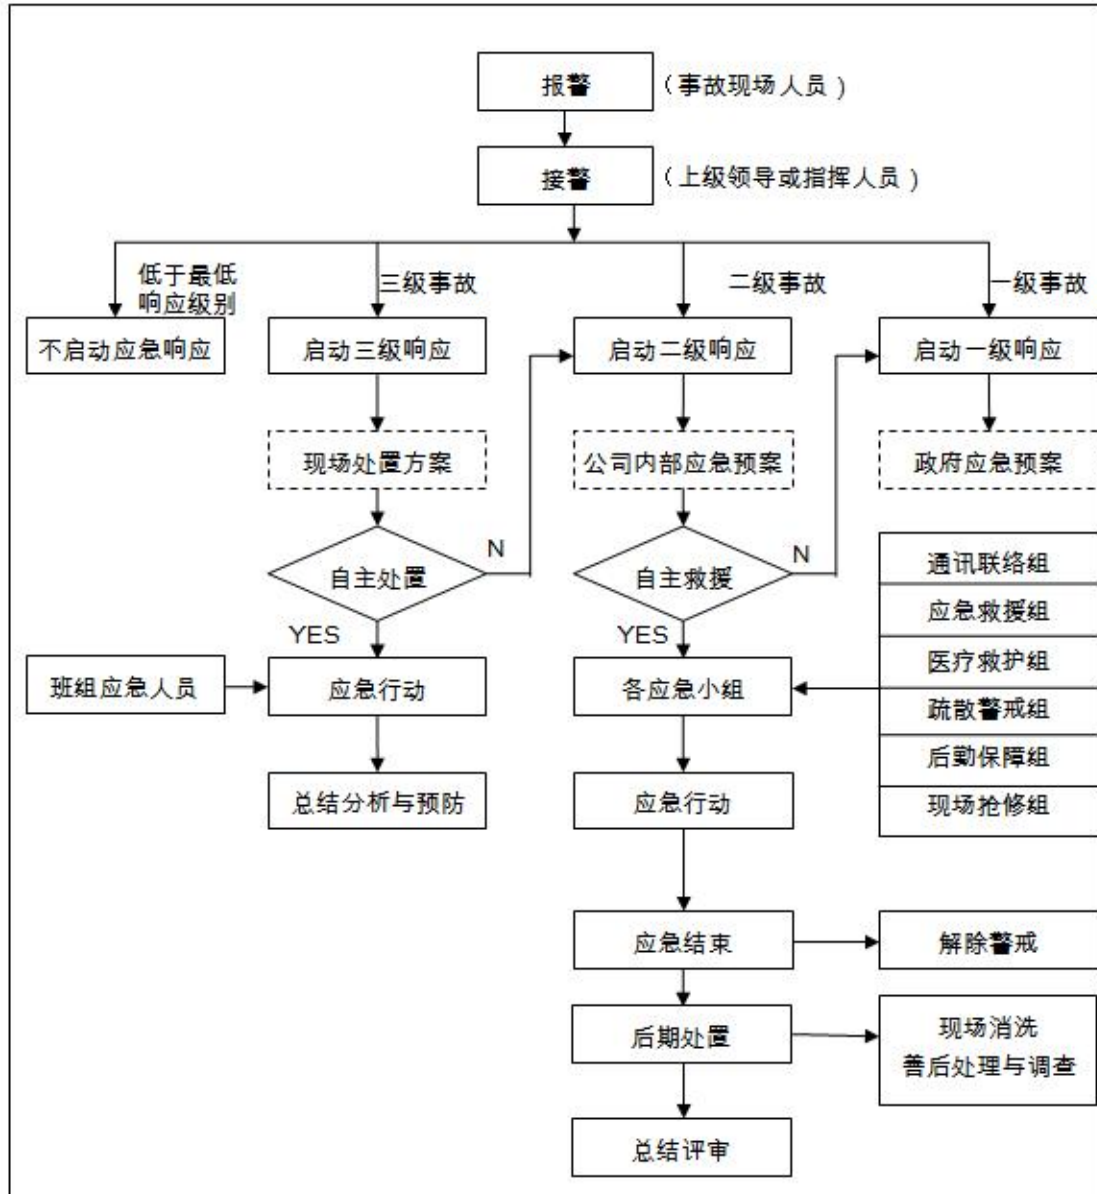 报警
（事故现场人员）
接警
（上级领导或指挥人员）
低于最低
响应级别
三级事故
二级事故
一级事故
不启动应急响应
启动三级响应
启动二级响应
启动一级响应
现场处置方案
公司内部应急预案
政府应急预案
自主处置
N
自主救援
N
通讯联络组
应急救援组
YES
YES
医疗救护组
班组应急人员
应急行动
各应急小组
疏散警戒组
后勤保障组
总结分析与预防
应急行动
现场抢修组
应急结束
解除警戒
后期处置
现场消洗
善后处理与调查
总结评审